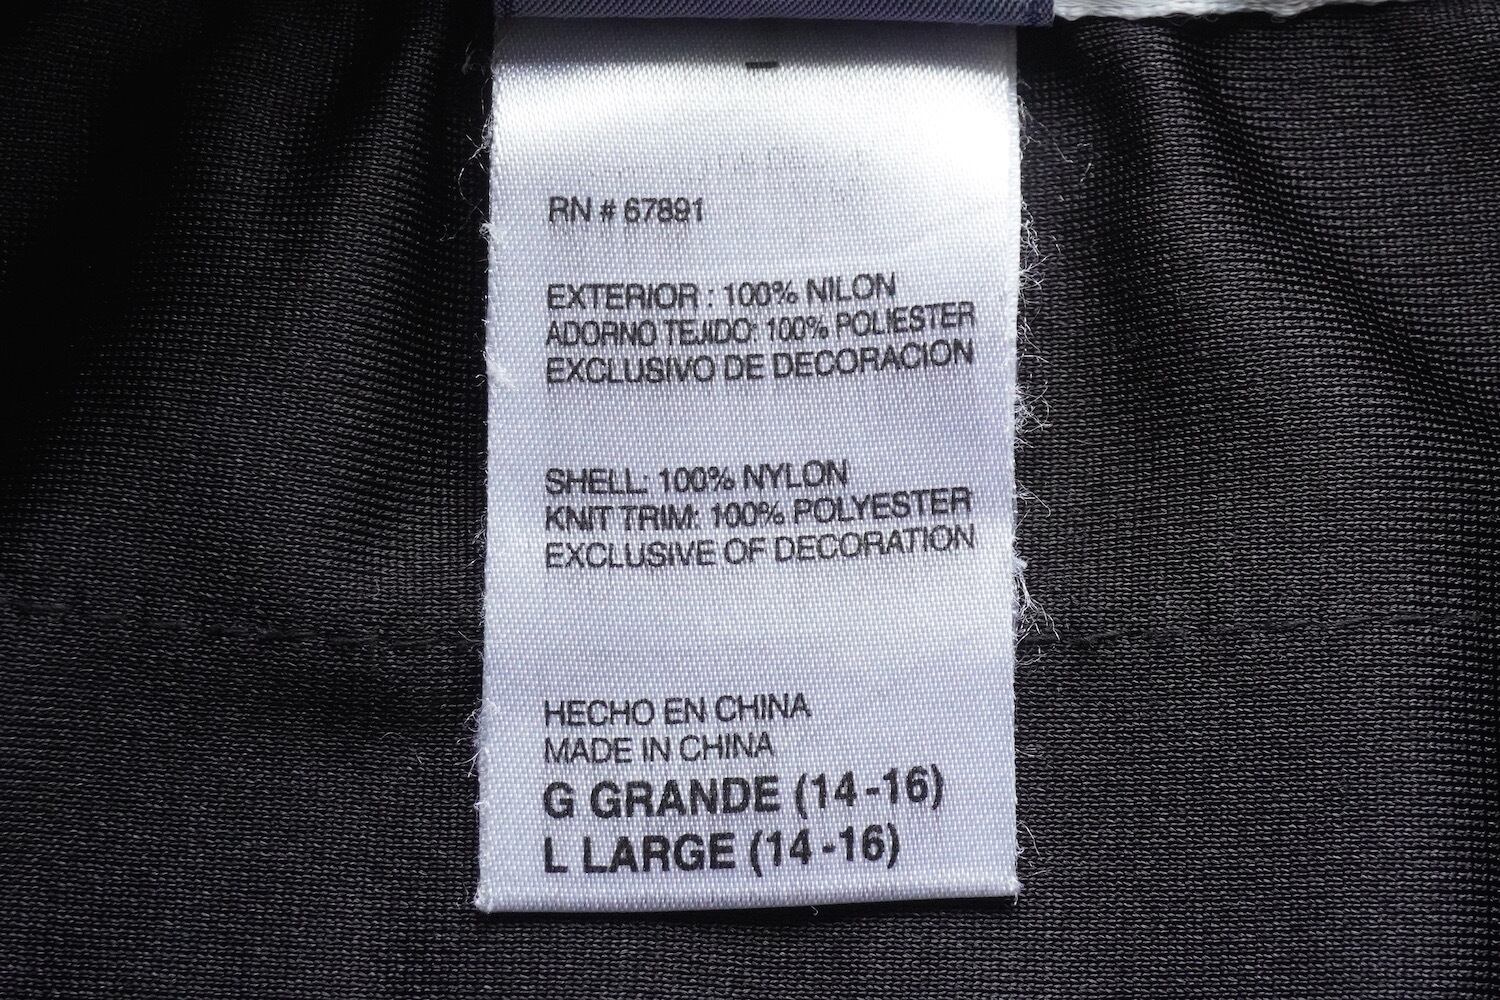 RN # 67891
EXTERIOR : 100% NILON
ADORNO TEJIDO: 100% POLIESTER
EXCLUSIVO DE DECORACION
SHELL: 100% NYLON
KNIT TRIM: 100% POLYESTER
EXCLUSIVE OF DECORATION
HECHO EN CHINA
MADE IN CHINA
G GRANDE (14-16)
L LARGE (14-16)